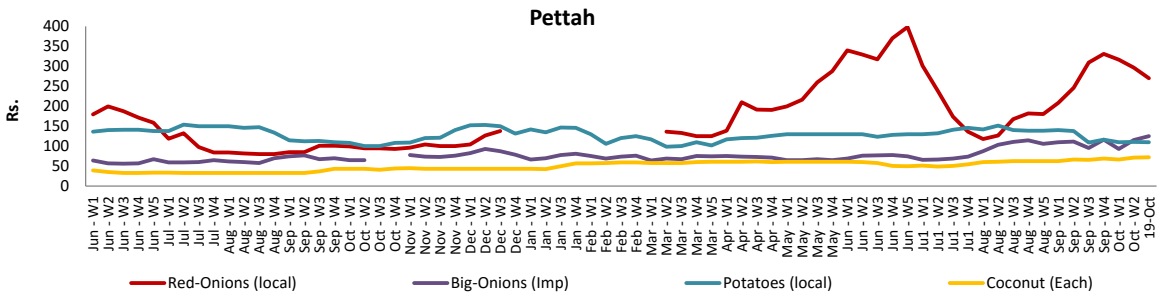 Pettah
Rs.
400
350
300
250
200
150
100
50
0
Jun - W1
Jun - W2
Jun - W3
Jun - W4
Jun - W5
Jul - W1
Jul - W2
Jul - W3
Jul - W4
Aug - W1
Aug - W2
Aug - W3
Aug - W4
Sep - W1
Sep - W2
Sep - W3
Sep - W4
Oct - W1
Oct - W2
Oct - W3
Oct - W4
Nov - W1
Nov - W2
Nov - W3
Nov - W4
Dec - W1
Dec - W2
Dec - W3
Dec - W4
Jan - W1
Jan - W2
Jan - W3
Jan - W4
Feb - W1
Feb - W2
Feb - W3
Feb - W4
Mar - W1
Mar - W2
Mar - W3
Mar - W4
Mar - W5
Apr - W1
Apr - W2
Apr - W3
Apr - W4
May - W1
May - W2
May - W3
May - W4
Jun - W1
Jun - W2
Jun - W3
Jun - W4
Jun - W5
Jul - W1
Jul - W2
Jul - W3
Jul - W4
Aug - W1
Aug - W2
Aug - W3
Aug - W4
Aug - W5
Sep - W1
Sep - W2
Sep - W3
Sep - W4
Oct - W1
Oct - W2
19-Oct
Red-Onions (local)
Big-Onions (Imp)
Potatoes (local)
Coconut (Each)